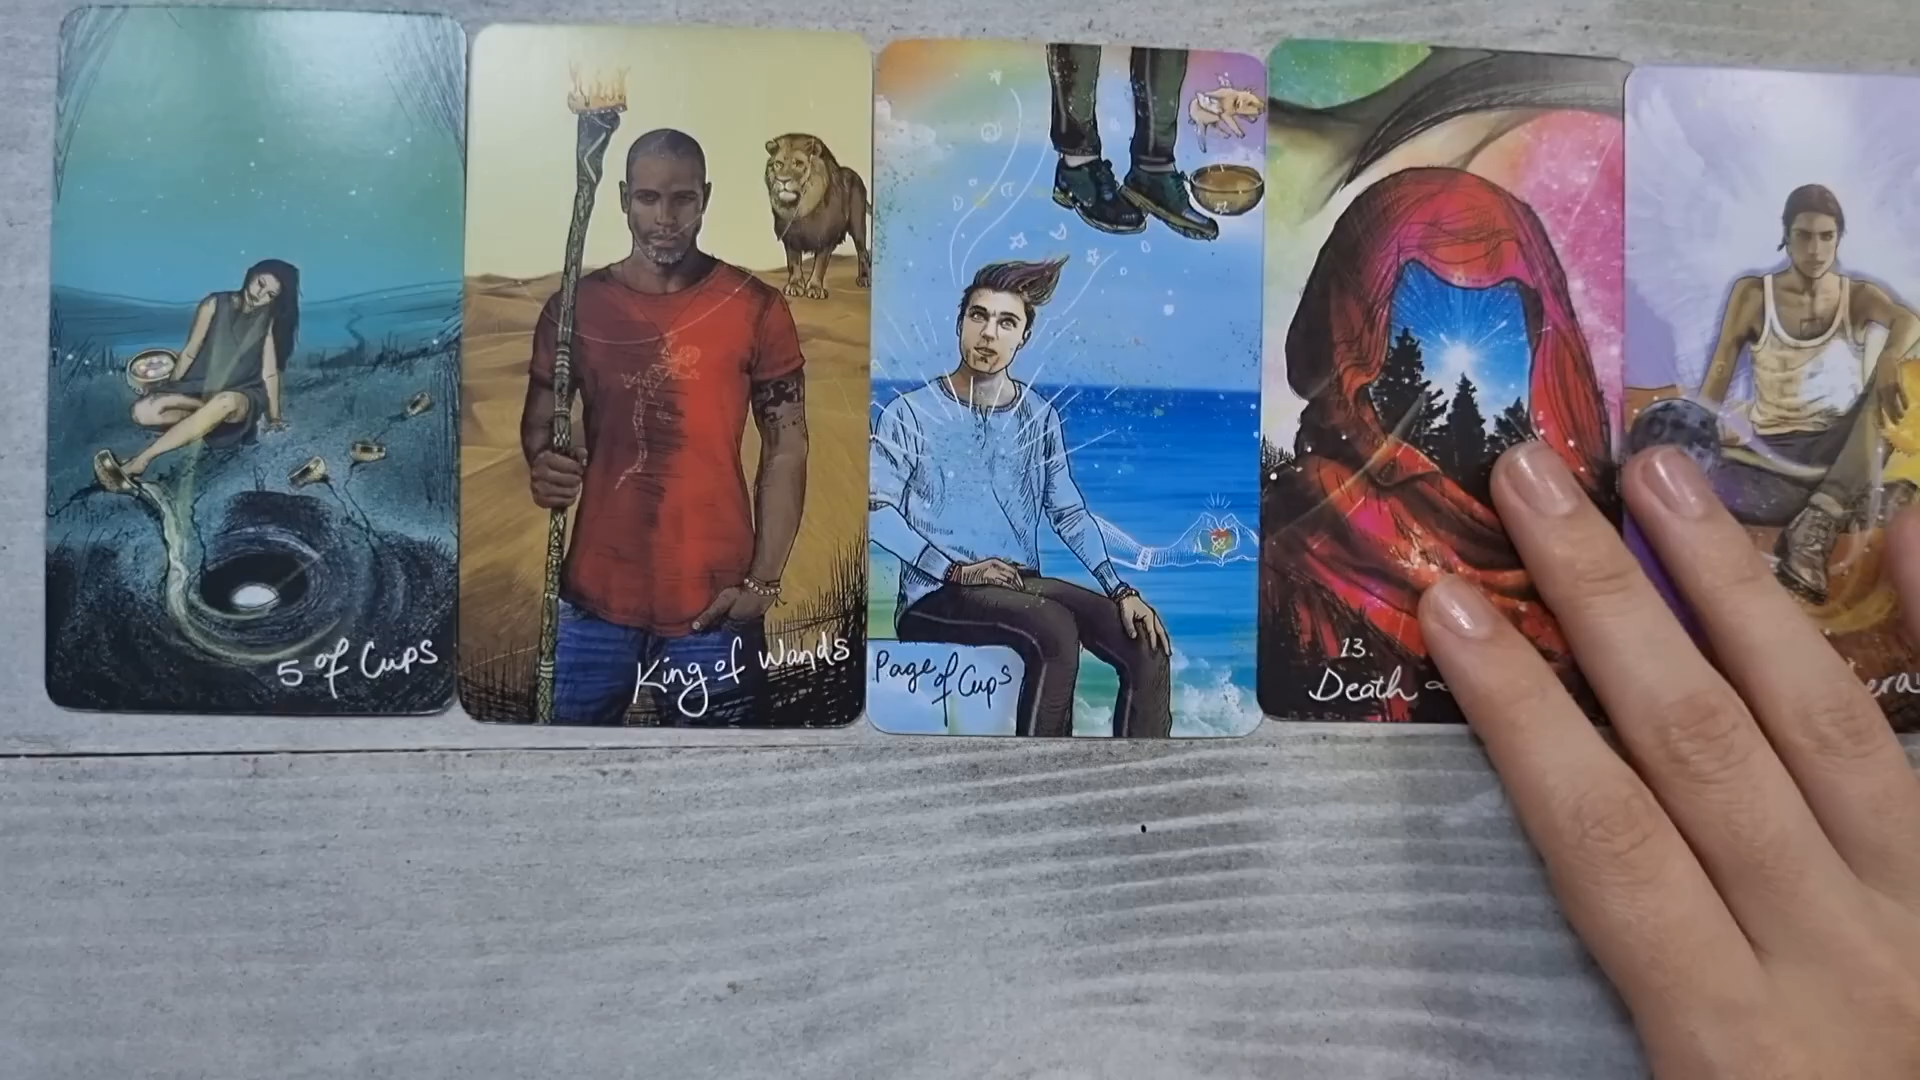 5 of Cups
King of Wands
Page of Cups
13.
Death